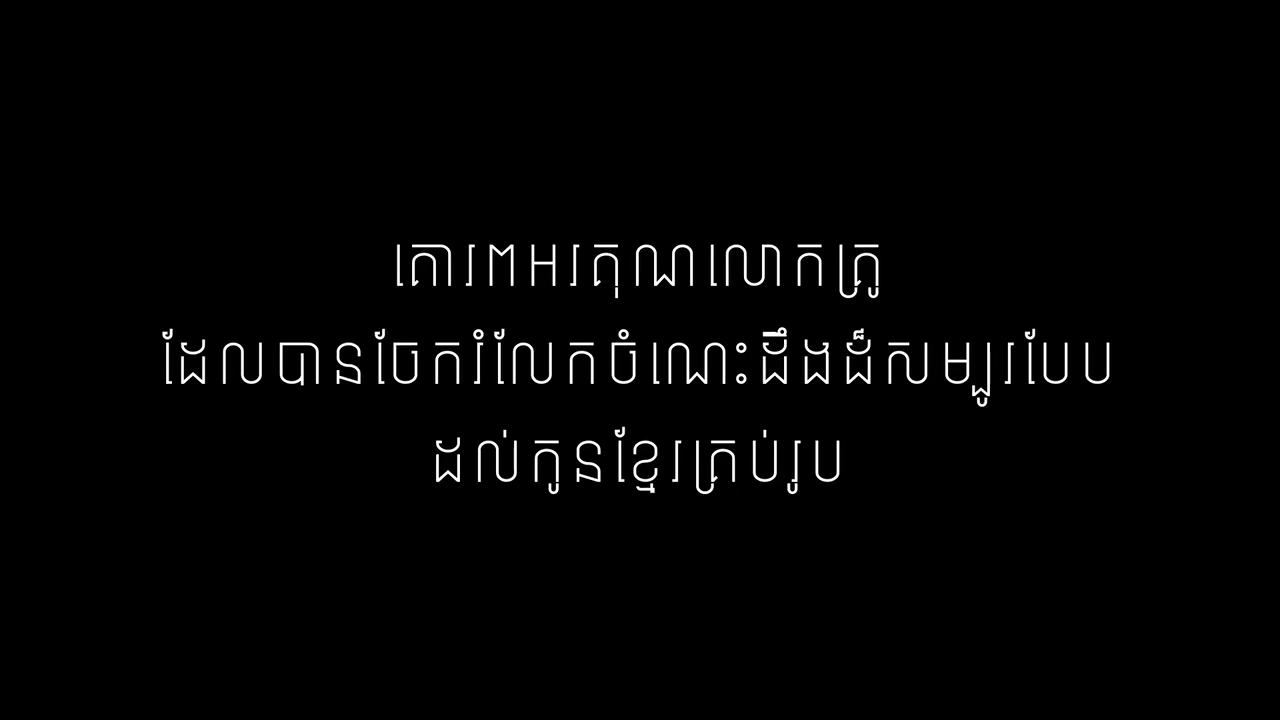 គោរពអរគុណលោកគ្រូ
ដែលបានចែករំលែកចំណេះដឹងដ៏សម្បូរបែប
ដល់កូនខ្មែរគ្រប់រូប